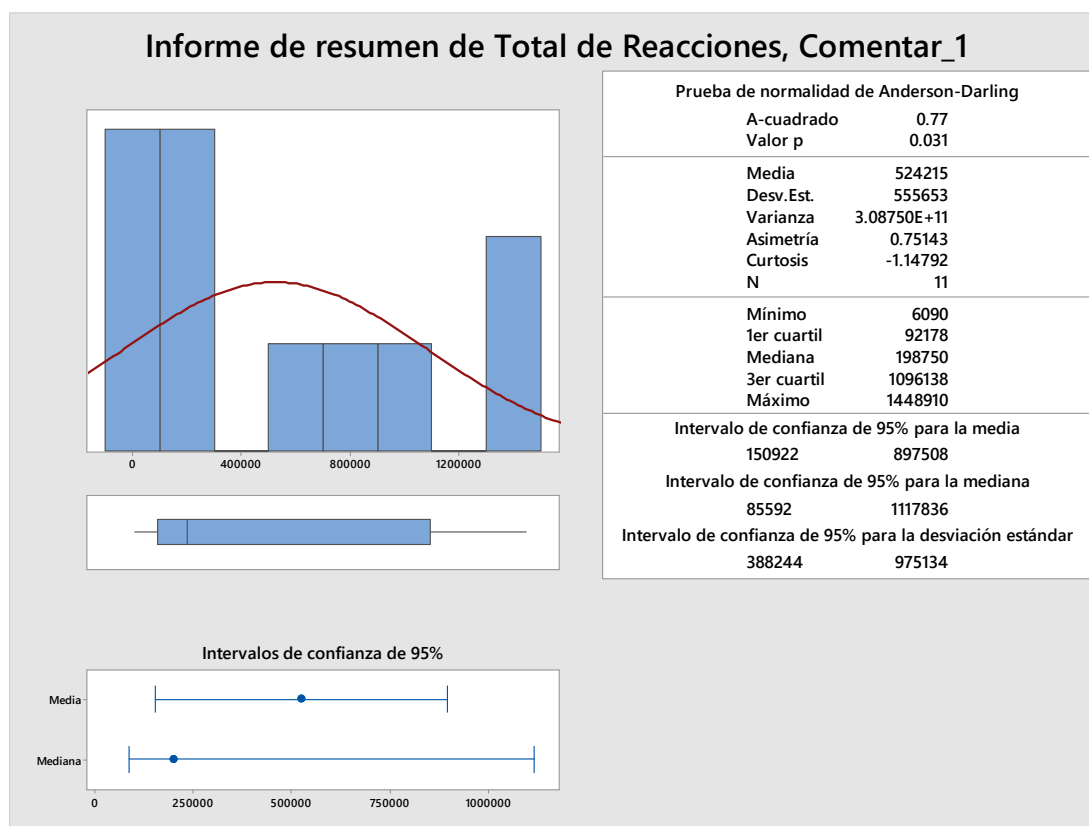 Informe de resumen de Total de Reacciones, Comentar_1
0 400000 800000 1200000
Prueba de normalidad de Anderson-Darling
A-cuadrado 0.77
Valor p 0.031
Media 524215
Desv.Est. 555653
Varianza 3.08750E+11
Asimetría 0.75143
Curtosis -1.14792
N 11
Mínimo 6090
1er cuartil 92178
Mediana 198750
3er cuartil 1096138
Máximo 1448910
Intervalo de confianza de 95% para la media
150922 897508
Intervalo de confianza de 95% para la mediana
85592 1117836
Intervalo de confianza de 95% para la desviación estándar
388244 975134
Intervalos de confianza de 95%
Media
Mediana
0 250000 500000 750000 1000000